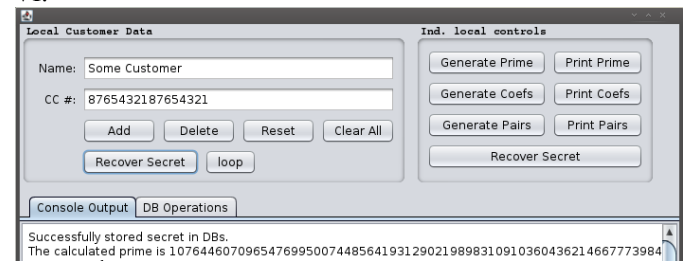 Local Customer Data
Name: Some Customer
CC #: 8765432187654321
Add Delete Reset Clear All
Recover Secret loop
Ind. local controls
Generate Prime Print Prime
Generate Coefs Print Coefs
Generate Pairs Print Pairs
Recover Secret
Console Output DB Operations
Successfully stored secret in DBs.
The calculated prime is 10764460709654769950074485641931290219898310910360436214667773984